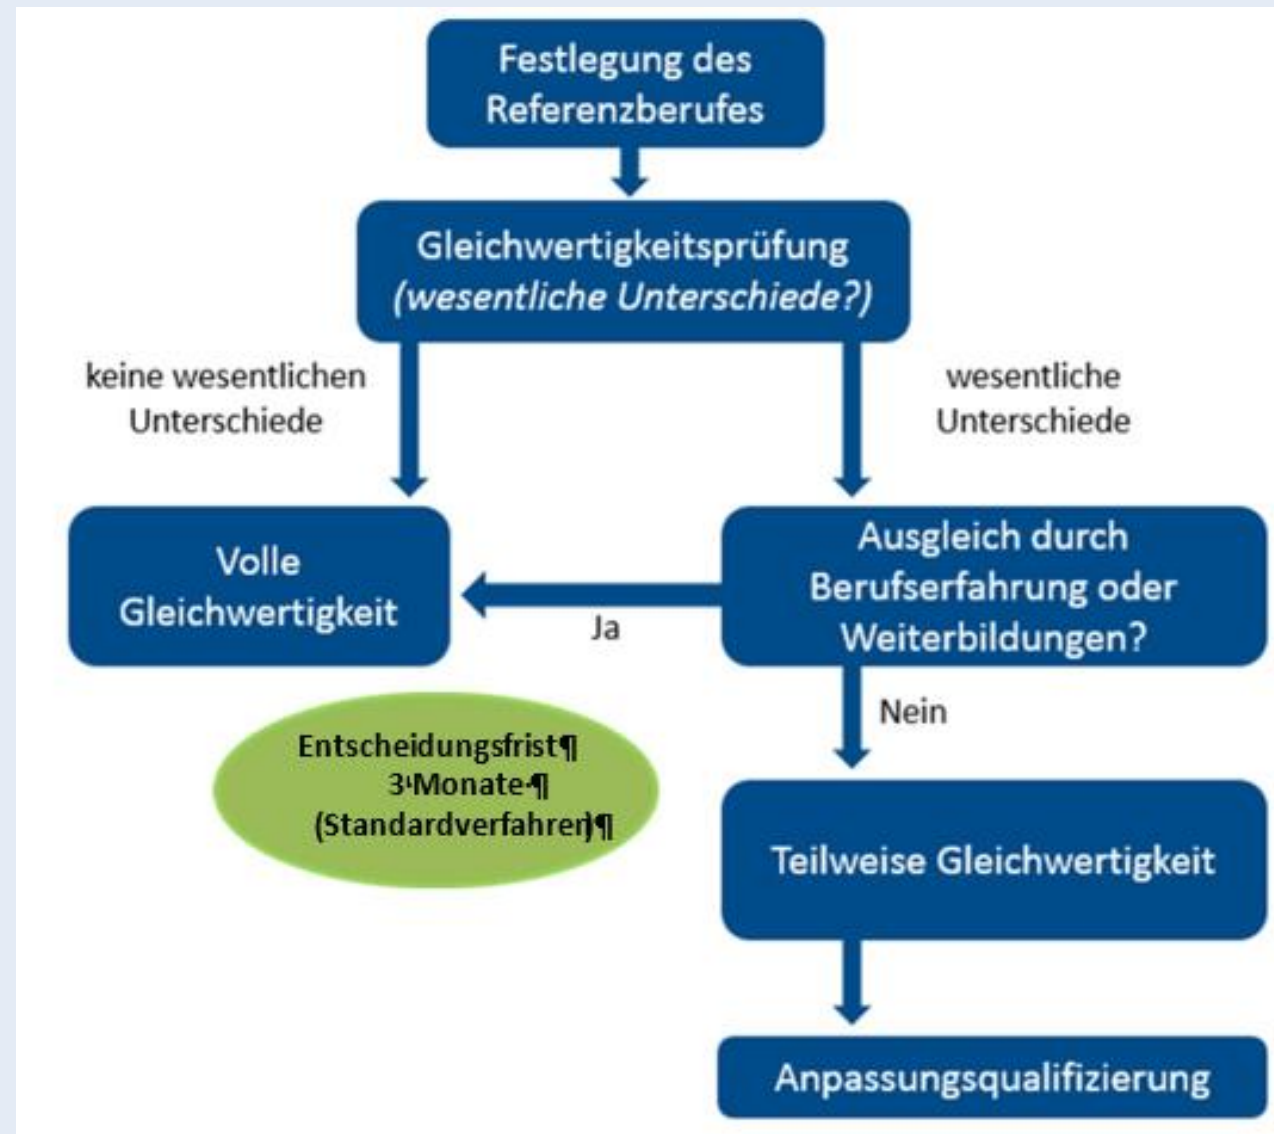 Festlegung des
Referenzberufes
Gleichwertigkeitsprüfung
(wesentliche Unterschiede?)
keine wesentlichen
Unterschiede
wesentliche
Unterschiede
Volle
Gleichwertigkeit
Ausgleich durch
Berufserfahrung oder
Weiterbildungen?
Ja
Nein
Entscheidungsfrist¶
3 Monate·¶
(Standardverfahren)¶
Teilweise Gleichwertigkeit
Anpassungsqualifizierung